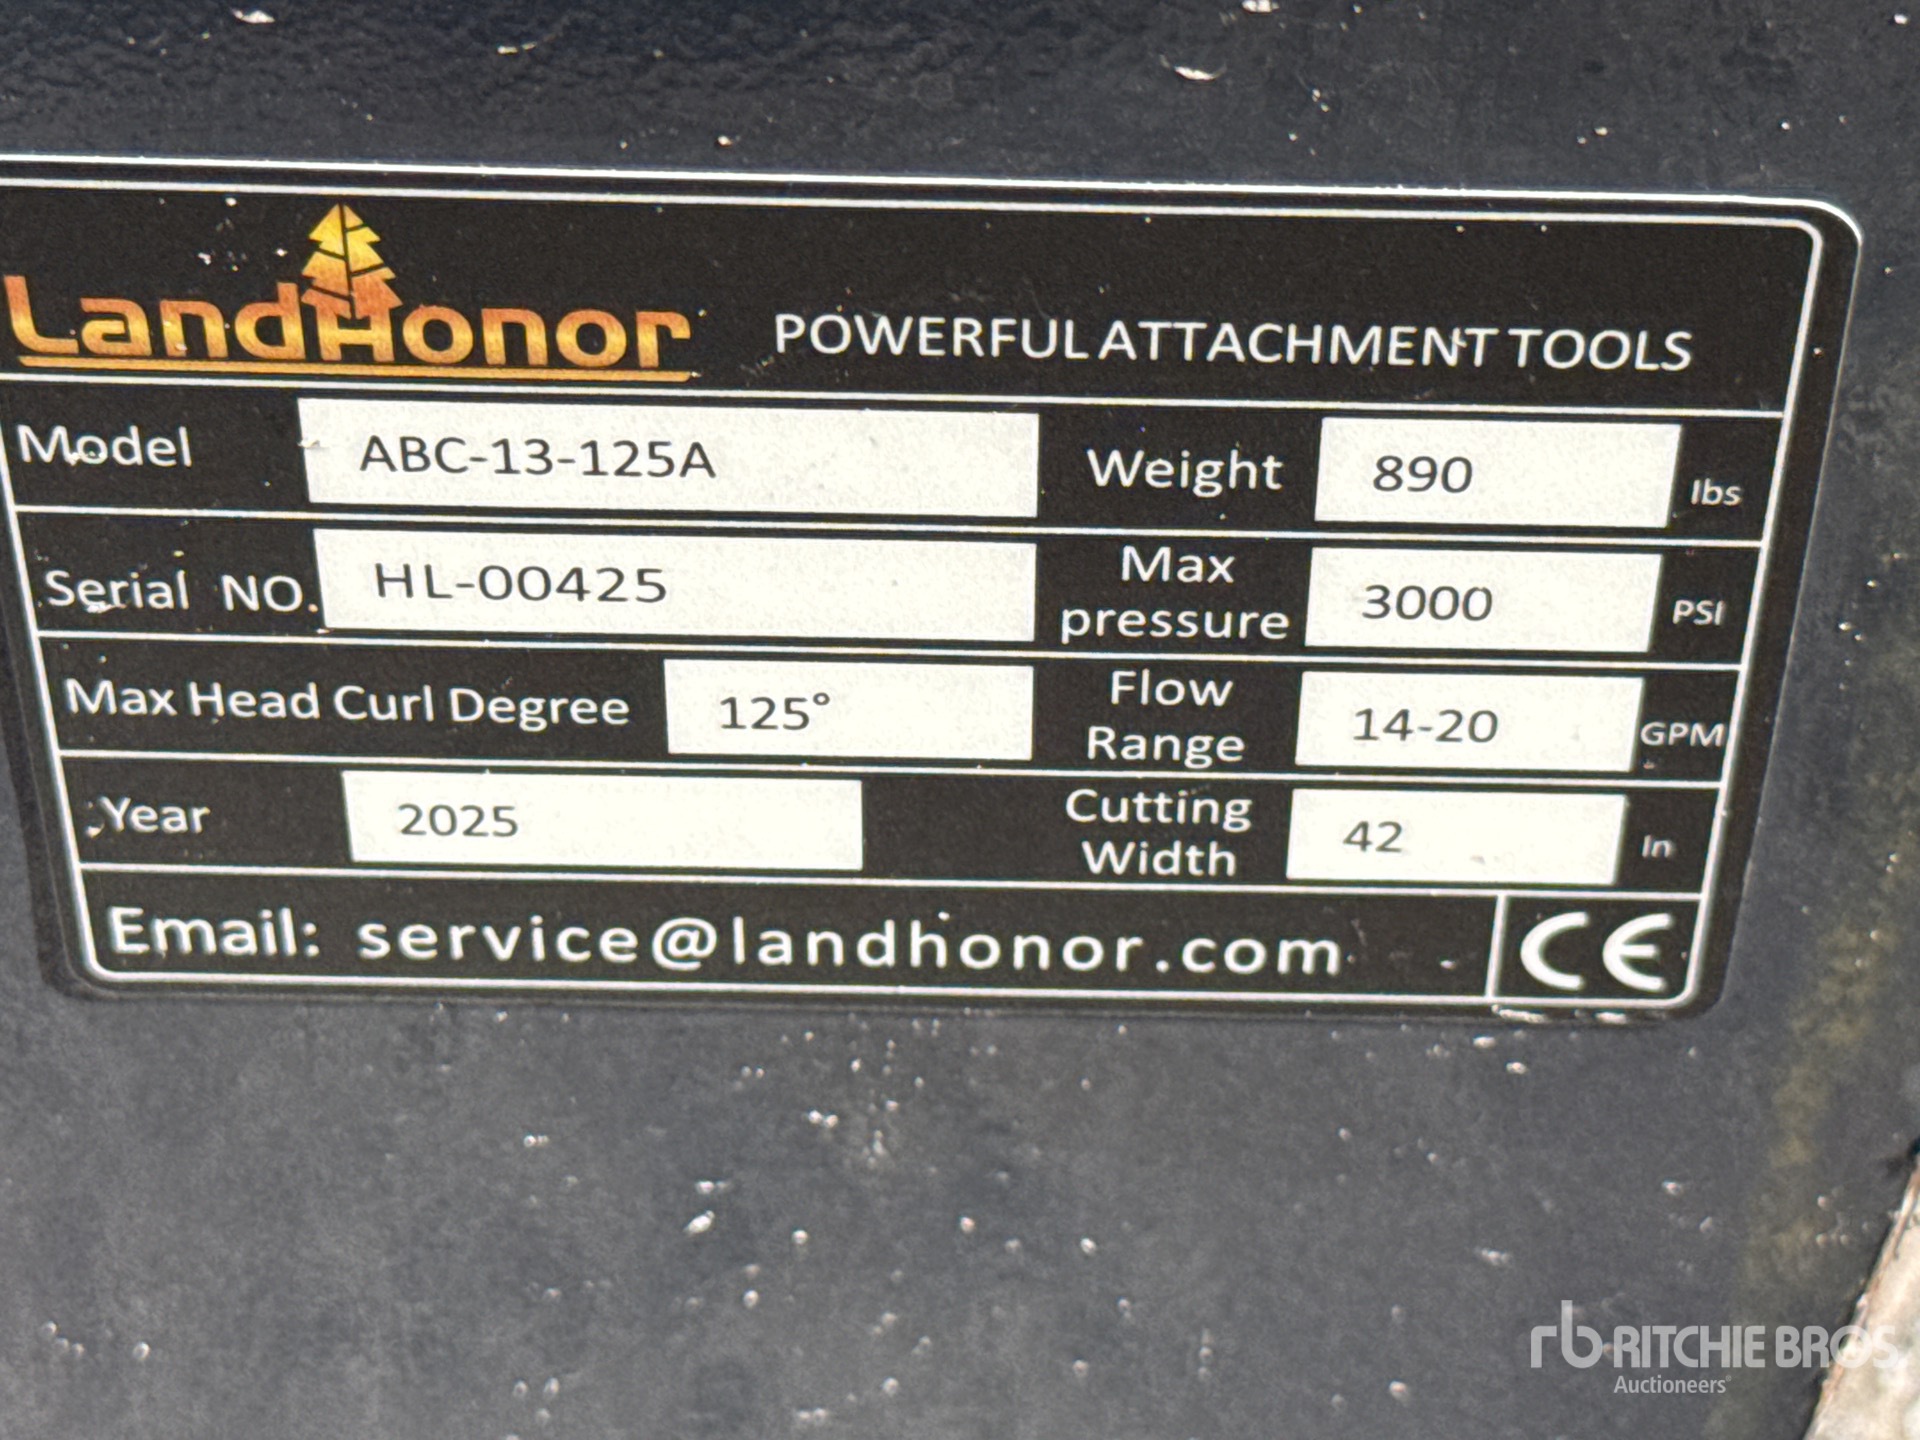 LandHonor POWERFUL ATTACHMENT TOOLS
Model ABC-13-125A Weight 890 lbs
Serial NO. HL-00425 Max pressure 3000 PSI
Max Head Curl Degree 125° Flow Range 14-20 GPM
Year 2025 Cutting Width 42 In
Email: service@landhonor.com CE
rb RITCHIE BROS.
Auctioneers